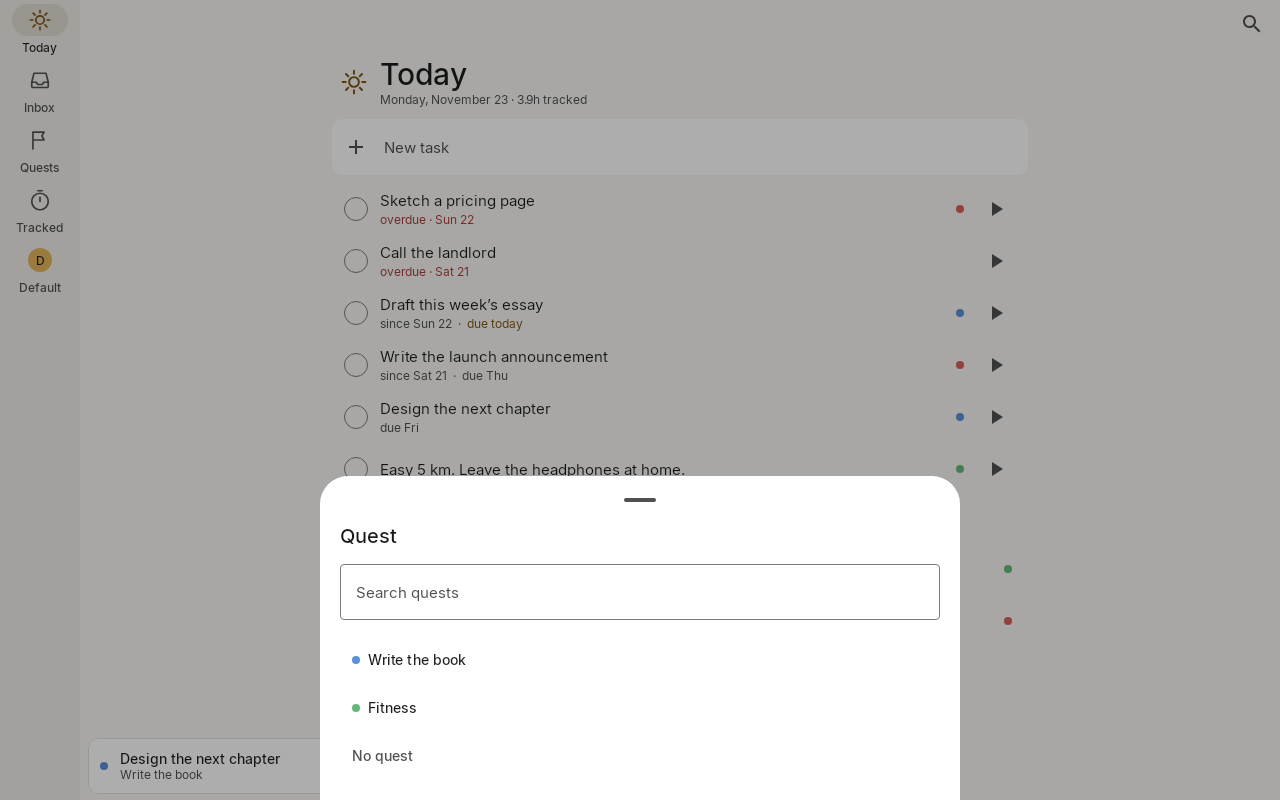 Today
Inbox
Quests
Tracked
D
Default
Today
Monday, November 23 · 3.9h tracked
New task
Sketch a pricing page
overdue · Sun 22
Call the landlord
overdue · Sat 21
Draft this week’s essay
since Sun 22 · due today
Write the launch announcement
since Sat 21 · due Thu
Design the next chapter
due Fri
Easy 5 km. Leave the headphones at home.
Quest
Search quests
Write the book
Fitness
No quest
Design the next chapter
Write the book